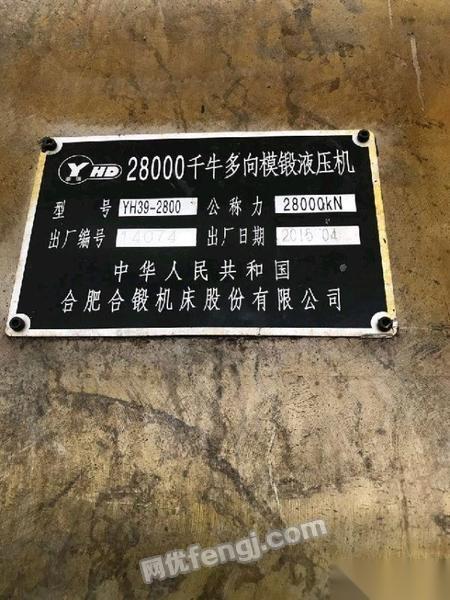 YHD 28000千牛多向模锻液压机
型号 YH39-2800 公称力 28000kN
出厂编号 14074 出厂日期 2015 04
中华人民共和国
合肥合锻机床股份有限公司
网优fengj.com